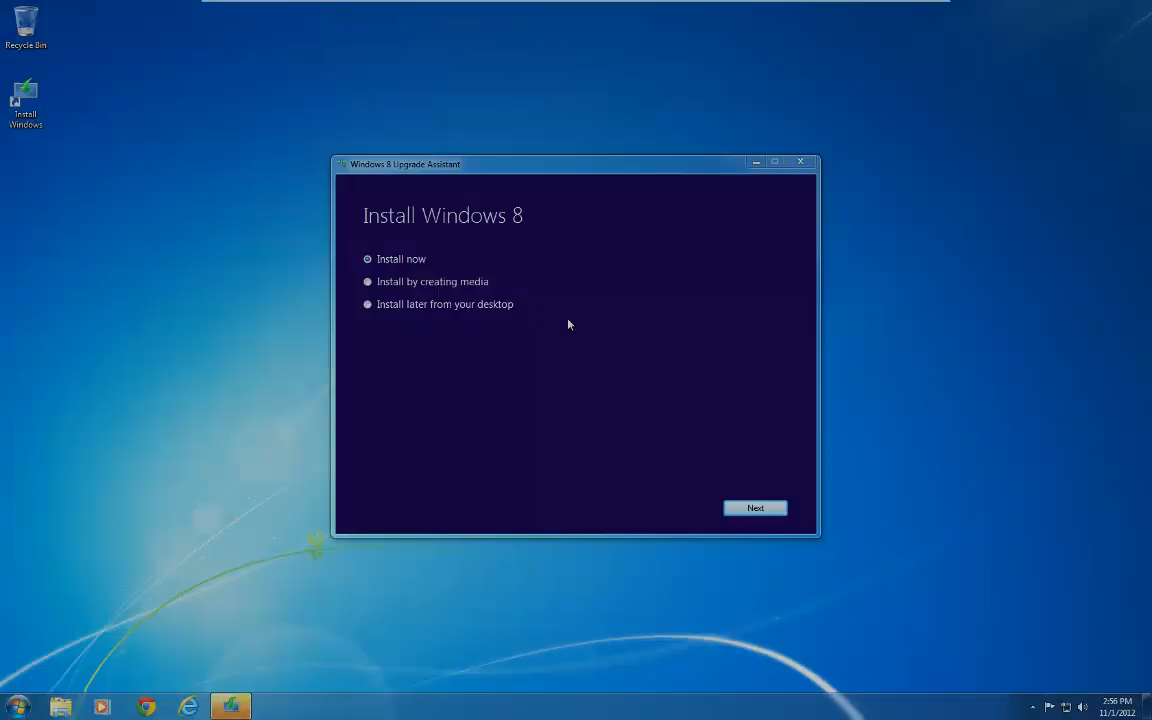 Recycle Bin
Install
Windows
Windows 8 Upgrade Assistant
Install Windows 8
Install now
Install by creating media
Install later from your desktop
Next
2:56 PM
11/1/2012